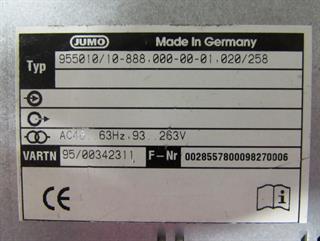 JUMO Made in Germany
Typ 955010/10-888,000-00-01,020/258
AC48 63Hz,93.. 263V
VARTN 95/00342311 F-Nr 0028557800098270006
CE
i